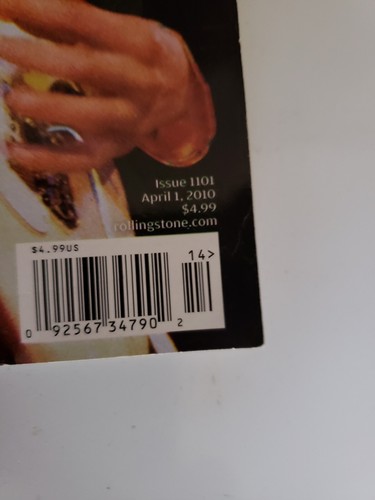 Issue 1101
April 1, 2010
$4.99
rollingstone.com
$4.99US
14>
0 92567 34790 2